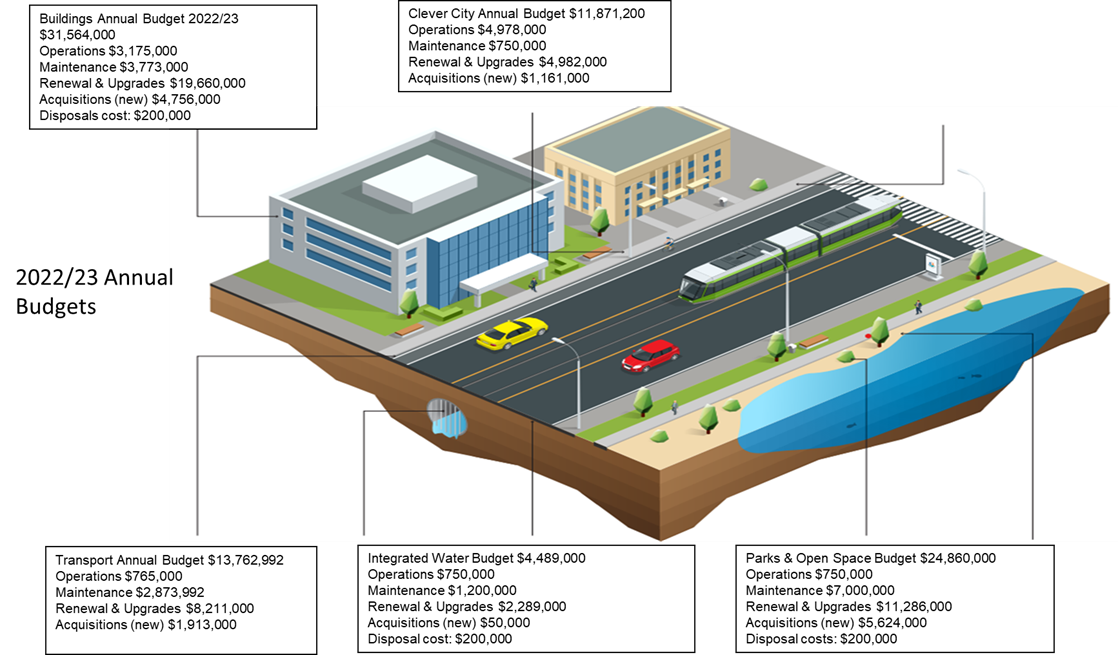 Buildings Annual Budget 2022/23
$31,564,000
Operations $3,175,000
Maintenance $3,773,000
Renewal & Upgrades $19,660,000
Acquisitions (new) $4,756,000
Disposals cost: $200,000
Clever City Annual Budget $11,871,200
Operations $4,978,000
Maintenance $750,000
Renewal & Upgrades $4,982,000
Acquisitions (new) $1,161,000
2022/23 Annual
Budgets
Transport Annual Budget $13,762,992
Operations $765,000
Maintenance $2,873,992
Renewal & Upgrades $8,211,000
Acquisitions (new) $1,913,000
Integrated Water Budget $4,489,000
Operations $750,000
Maintenance $1,200,000
Renewal & Upgrades $2,289,000
Acquisitions (new) $50,000
Disposal cost: $200,000
Parks & Open Space Budget $24,860,000
Operations $750,000
Maintenance $7,000,000
Renewal & Upgrades $11,286,000
Acquisitions (new) $5,624,000
Disposal costs: $200,000